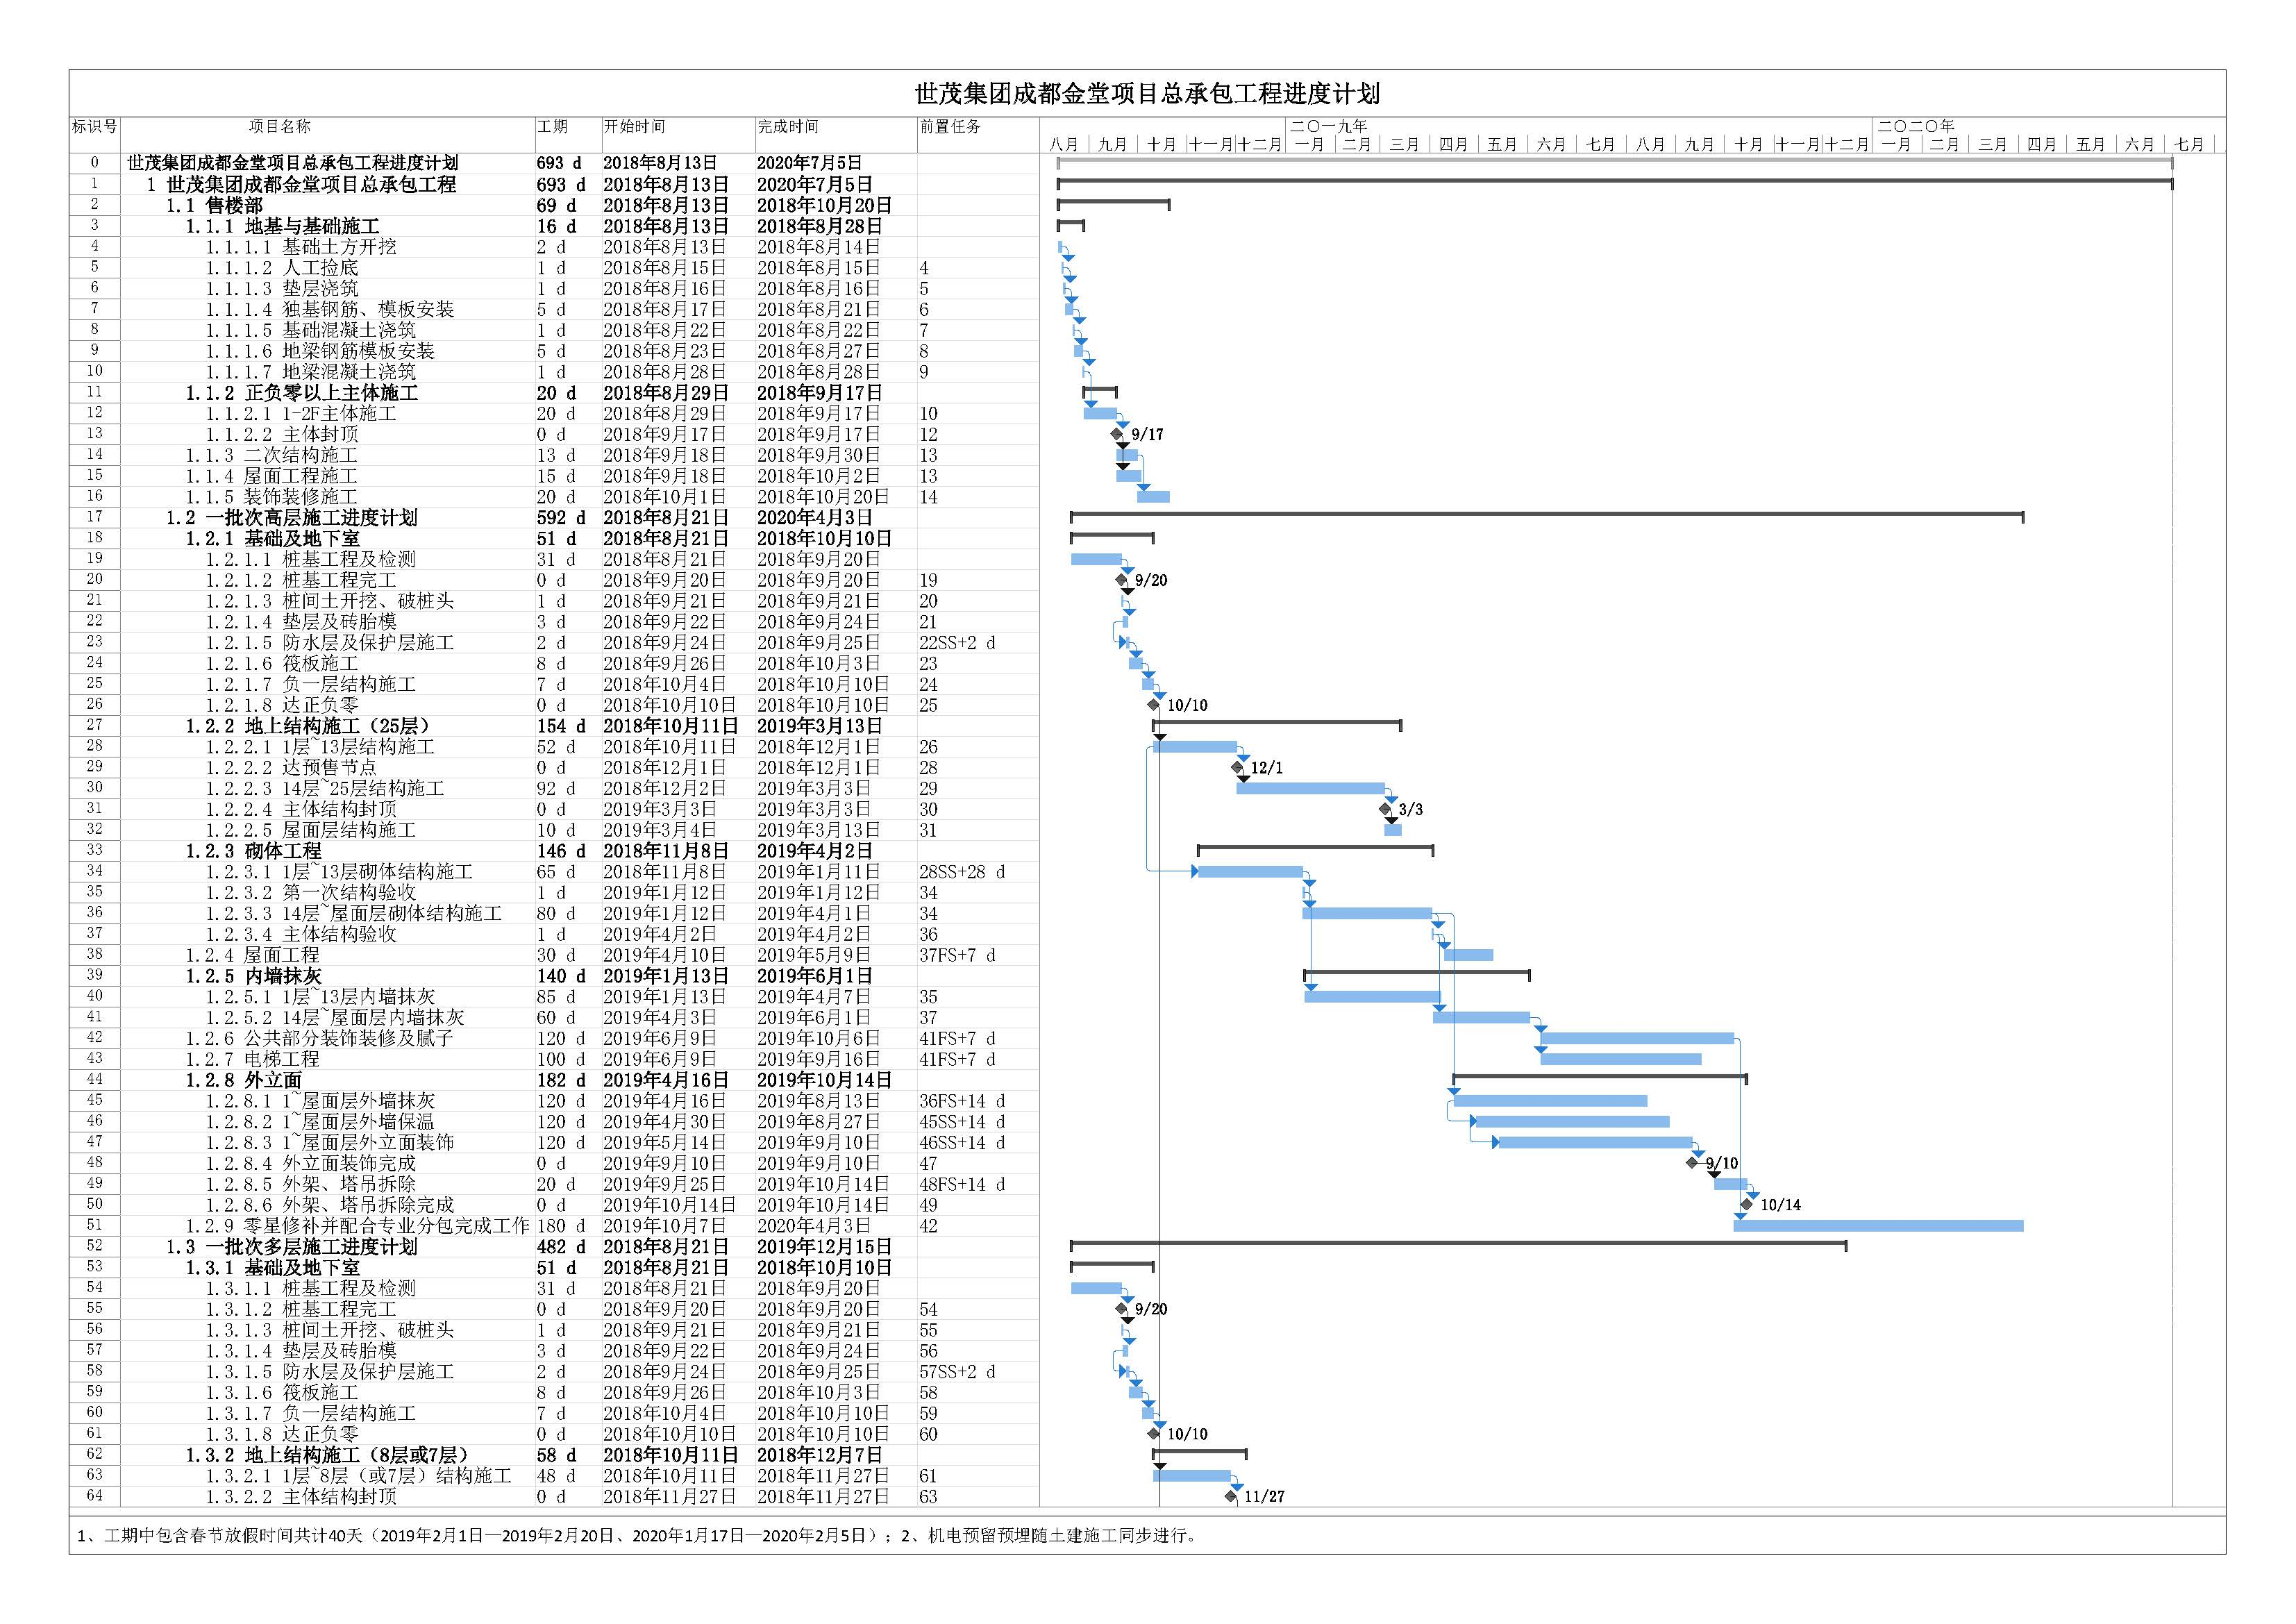 世茂集团成都金堂项目总承包工程进度计划
标识号 项目名称 工期 开始时间 完成时间 前置任务 二〇一九年 二〇二〇年
八月 九月 十月 十一月 十二月 一月 二月 三月 四月 五月 六月 七月 八月 九月 十月 十一月 十二月 一月 二月 三月 四月 五月 六月 七月
0 世茂集团成都金堂项目总承包工程进度计划 693 d 2018年8月13日 2020年7月5日
1 1 世茂集团成都金堂项目总承包工程 693 d 2018年8月13日 2020年7月5日
2 1.1 售楼部 69 d 2018年8月13日 2018年10月20日
3 1.1.1 地基与基础施工 16 d 2018年8月13日 2018年8月28日
4 1.1.1.1 基础土方开挖 2 d 2018年8月13日 2018年8月14日
5 1.1.1.2 人工捡底 1 d 2018年8月15日 2018年8月15日 4
6 1.1.1.3 垫层浇筑 1 d 2018年8月16日 2018年8月16日 5
7 1.1.1.4 独基钢筋、模板安装 5 d 2018年8月17日 2018年8月21日 6
8 1.1.1.5 基础混凝土浇筑 1 d 2018年8月22日 2018年8月22日 7
9 1.1.1.6 地梁钢筋模板安装 5 d 2018年8月23日 2018年8月27日 8
10 1.1.1.7 地梁混凝土浇筑 1 d 2018年8月28日 2018年8月28日 9
11 1.1.2 正负零以上主体施工 20 d 2018年8月29日 2018年9月17日
12 1.1.2.1 1-2F主体施工 20 d 2018年8月29日 2018年9月17日 10
13 1.1.2.2 主体封顶 0 d 2018年9月17日 2018年9月17日 12 9/17
14 1.1.3 二次结构施工 13 d 2018年9月18日 2018年9月30日 13
15 1.1.4 屋面工程施工 15 d 2018年9月18日 2018年10月2日 13
16 1.1.5 装饰装修施工 20 d 2018年10月1日 2018年10月20日 14
17 1.2 一批次高层施工进度计划 592 d 2018年8月21日 2020年4月3日
18 1.2.1 基础及地下室 51 d 2018年8月21日 2018年10月10日
19 1.2.1.1 桩基工程及检测 31 d 2018年8月21日 2018年9月20日
20 1.2.1.2 桩基工程完工 0 d 2018年9月20日 2018年9月20日 19 9/20
21 1.2.1.3 桩间土开挖、破桩头 1 d 2018年9月21日 2018年9月21日 20
22 1.2.1.4 垫层及砖胎模 3 d 2018年9月22日 2018年9月24日 21
23 1.2.1.5 防水层及保护层施工 2 d 2018年9月24日 2018年9月25日 22SS+2 d
24 1.2.1.6 筏板施工 8 d 2018年9月26日 2018年10月3日 23
25 1.2.1.7 负一层结构施工 7 d 2018年10月4日 2018年10月10日 24
26 1.2.1.8 达正负零 0 d 2018年10月10日 2018年10月10日 25 10/10
27 1.2.2 地上结构施工（25层） 154 d 2018年10月11日 2019年3月13日
28 1.2.2.1 1层~13层结构施工 52 d 2018年10月11日 2018年12月1日 26
29 1.2.2.2 达预售节点 0 d 2018年12月1日 2018年12月1日 28 12/1
30 1.2.2.3 14层~25层结构施工 92 d 2018年12月2日 2019年3月3日 29
31 1.2.2.4 主体结构封顶 0 d 2019年3月3日 2019年3月3日 30 3/3
32 1.2.2.5 屋面层结构施工 10 d 2019年3月4日 2019年3月13日 31
33 1.2.3 砌体工程 146 d 2018年11月8日 2019年4月2日
34 1.2.3.1 1层~13层砌体结构施工 65 d 2018年11月8日 2019年1月11日 28SS+28 d
35 1.2.3.2 第一次结构验收 1 d 2019年1月12日 2019年1月12日 34
36 1.2.3.3 14层~屋面层砌体结构施工 80 d 2019年1月12日 2019年4月1日 34
37 1.2.3.4 主体结构验收 1 d 2019年4月2日 2019年4月2日 36
38 1.2.4 屋面工程 30 d 2019年4月10日 2019年5月9日 37FS+7 d
39 1.2.5 内墙抹灰 140 d 2019年1月13日 2019年6月1日
40 1.2.5.1 1层~13层内墙抹灰 85 d 2019年1月13日 2019年4月7日 35
41 1.2.5.2 14层~屋面层内墙抹灰 60 d 2019年4月3日 2019年6月1日 37
42 1.2.6 公共部分装饰装修及腻子 120 d 2019年6月9日 2019年10月6日 41FS+7 d
43 1.2.7 电梯工程 100 d 2019年6月9日 2019年9月16日 41FS+7 d
44 1.2.8 外立面 182 d 2019年4月16日 2019年10月14日
45 1.2.8.1 1~屋面层外墙抹灰 120 d 2019年4月16日 2019年8月13日 36FS+14 d
46 1.2.8.2 1~屋面层外墙保温 120 d 2019年4月30日 2019年8月27日 45SS+14 d
47 1.2.8.3 1~屋面层外立面装饰 120 d 2019年5月14日 2019年9月10日 46SS+14 d
48 1.2.8.4 外立面装饰完成 0 d 2019年9月10日 2019年9月10日 47 9/10
49 1.2.8.5 外架、塔吊拆除 20 d 2019年9月25日 2019年10月14日 48FS+14 d
50 1.2.8.6 外架、塔吊拆除完成 0 d 2019年10月14日 2019年10月14日 49 10/14
51 1.2.9 零星修补并配合专业分包完成工作 180 d 2019年10月7日 2020年4月3日 42
52 1.3 一批次多层施工进度计划 482 d 2018年8月21日 2019年12月15日
53 1.3.1 基础及地下室 51 d 2018年8月21日 2018年10月10日
54 1.3.1.1 桩基工程及检测 31 d 2018年8月21日 2018年9月20日
55 1.3.1.2 桩基工程完工 0 d 2018年9月20日 2018年9月20日 54 9/20
56 1.3.1.3 桩间土开挖、破桩头 1 d 2018年9月21日 2018年9月21日 55
57 1.3.1.4 垫层及砖胎模 3 d 2018年9月22日 2018年9月24日 56
58 1.3.1.5 防水层及保护层施工 2 d 2018年9月24日 2018年9月25日 57SS+2 d
59 1.3.1.6 筏板施工 8 d 2018年9月26日 2018年10月3日 58
60 1.3.1.7 负一层结构施工 7 d 2018年10月4日 2018年10月10日 59
61 1.3.1.8 达正负零 0 d 2018年10月10日 2018年10月10日 60 10/10
62 1.3.2 地上结构施工（8层或7层） 58 d 2018年10月11日 2018年12月7日
63 1.3.2.1 1层~8层（或7层）结构施工 48 d 2018年10月11日 2018年11月27日 61
64 1.3.2.2 主体结构封顶 0 d 2018年11月27日 2018年11月27日 63 11/27
1、工期中包含春节放假时间共计40天（2019年2月1日—2019年2月20日、2020年1月17日—2020年2月5日）；2、机电预留预埋随土建施工同步进行。